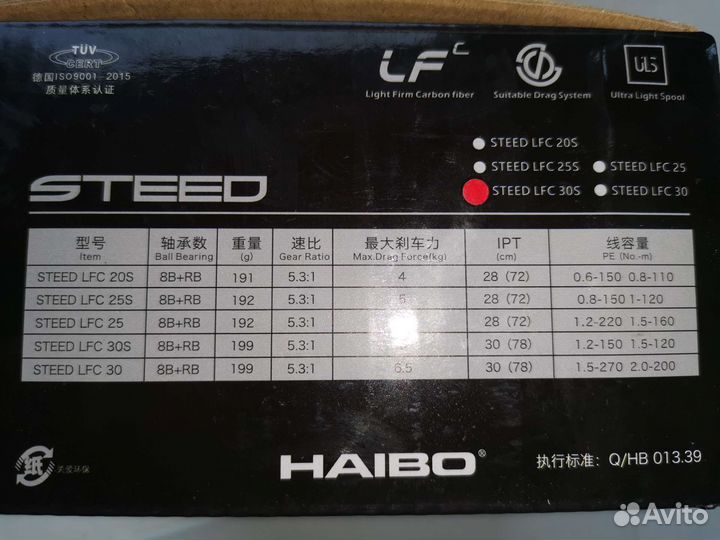 TÜV
CERT
德国ISO9001-2015
质量体系认证
LFC
Light Firm Carbon fiber
Suitable Drag System
ULS
Ultra Light Spool
STEED LFC 20S
STEED LFC 25S STEED LFC 25
STEED LFC 30S STEED LFC 30
STEED
型号 轴承数 重量 速比 最大刹车力 IPT 线容量
Item Ball Bearing (g) Gear Ratio Max.Drag Force(kg) (cm) PE (No.-m)
STEED LFC 20S 8B+RB 191 5.3:1 4 28 (72) 0.6-150 0.8-110
STEED LFC 25S 8B+RB 192 5.3:1 28 (72) 0.8-150 1-120
STEED LFC 25 8B+RB 192 5.3:1 28 (72) 1.2-220 1.5-160
STEED LFC 30S 8B+RB 199 5.3:1 30 (78) 1.2-150 1.5-120
STEED LFC 30 8B+RB 199 5.3:1 6.5 30 (78) 1.5-270 2.0-200
纸 关爱环保
HAIBO®
执行标准: Q/HB 013.39
Avito